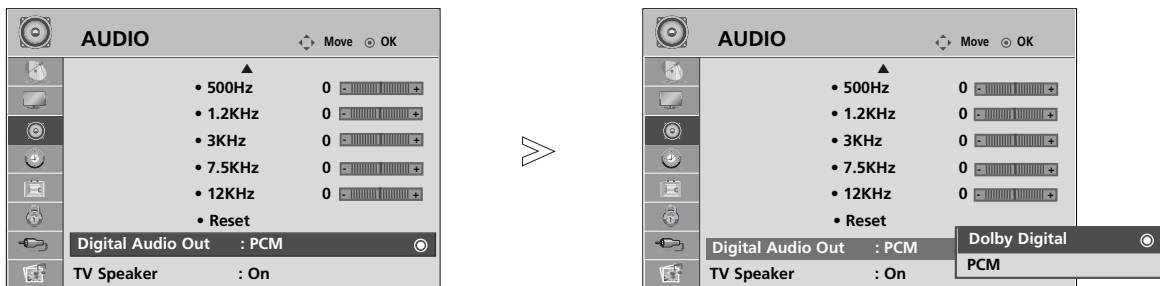 AUDIO Move OK
• 500Hz 0 - +
• 1.2KHz 0 - +
• 3KHz 0 - +
• 7.5KHz 0 - +
• 12KHz 0 - +
• Reset
Digital Audio Out : PCM
TV Speaker : On
AUDIO Move OK
• 500Hz 0 - +
• 1.2KHz 0 - +
• 3KHz 0 - +
• 7.5KHz 0 - +
• 12KHz 0 - +
• Reset
Digital Audio Out : PCM
TV Speaker : On
Dolby Digital
PCM